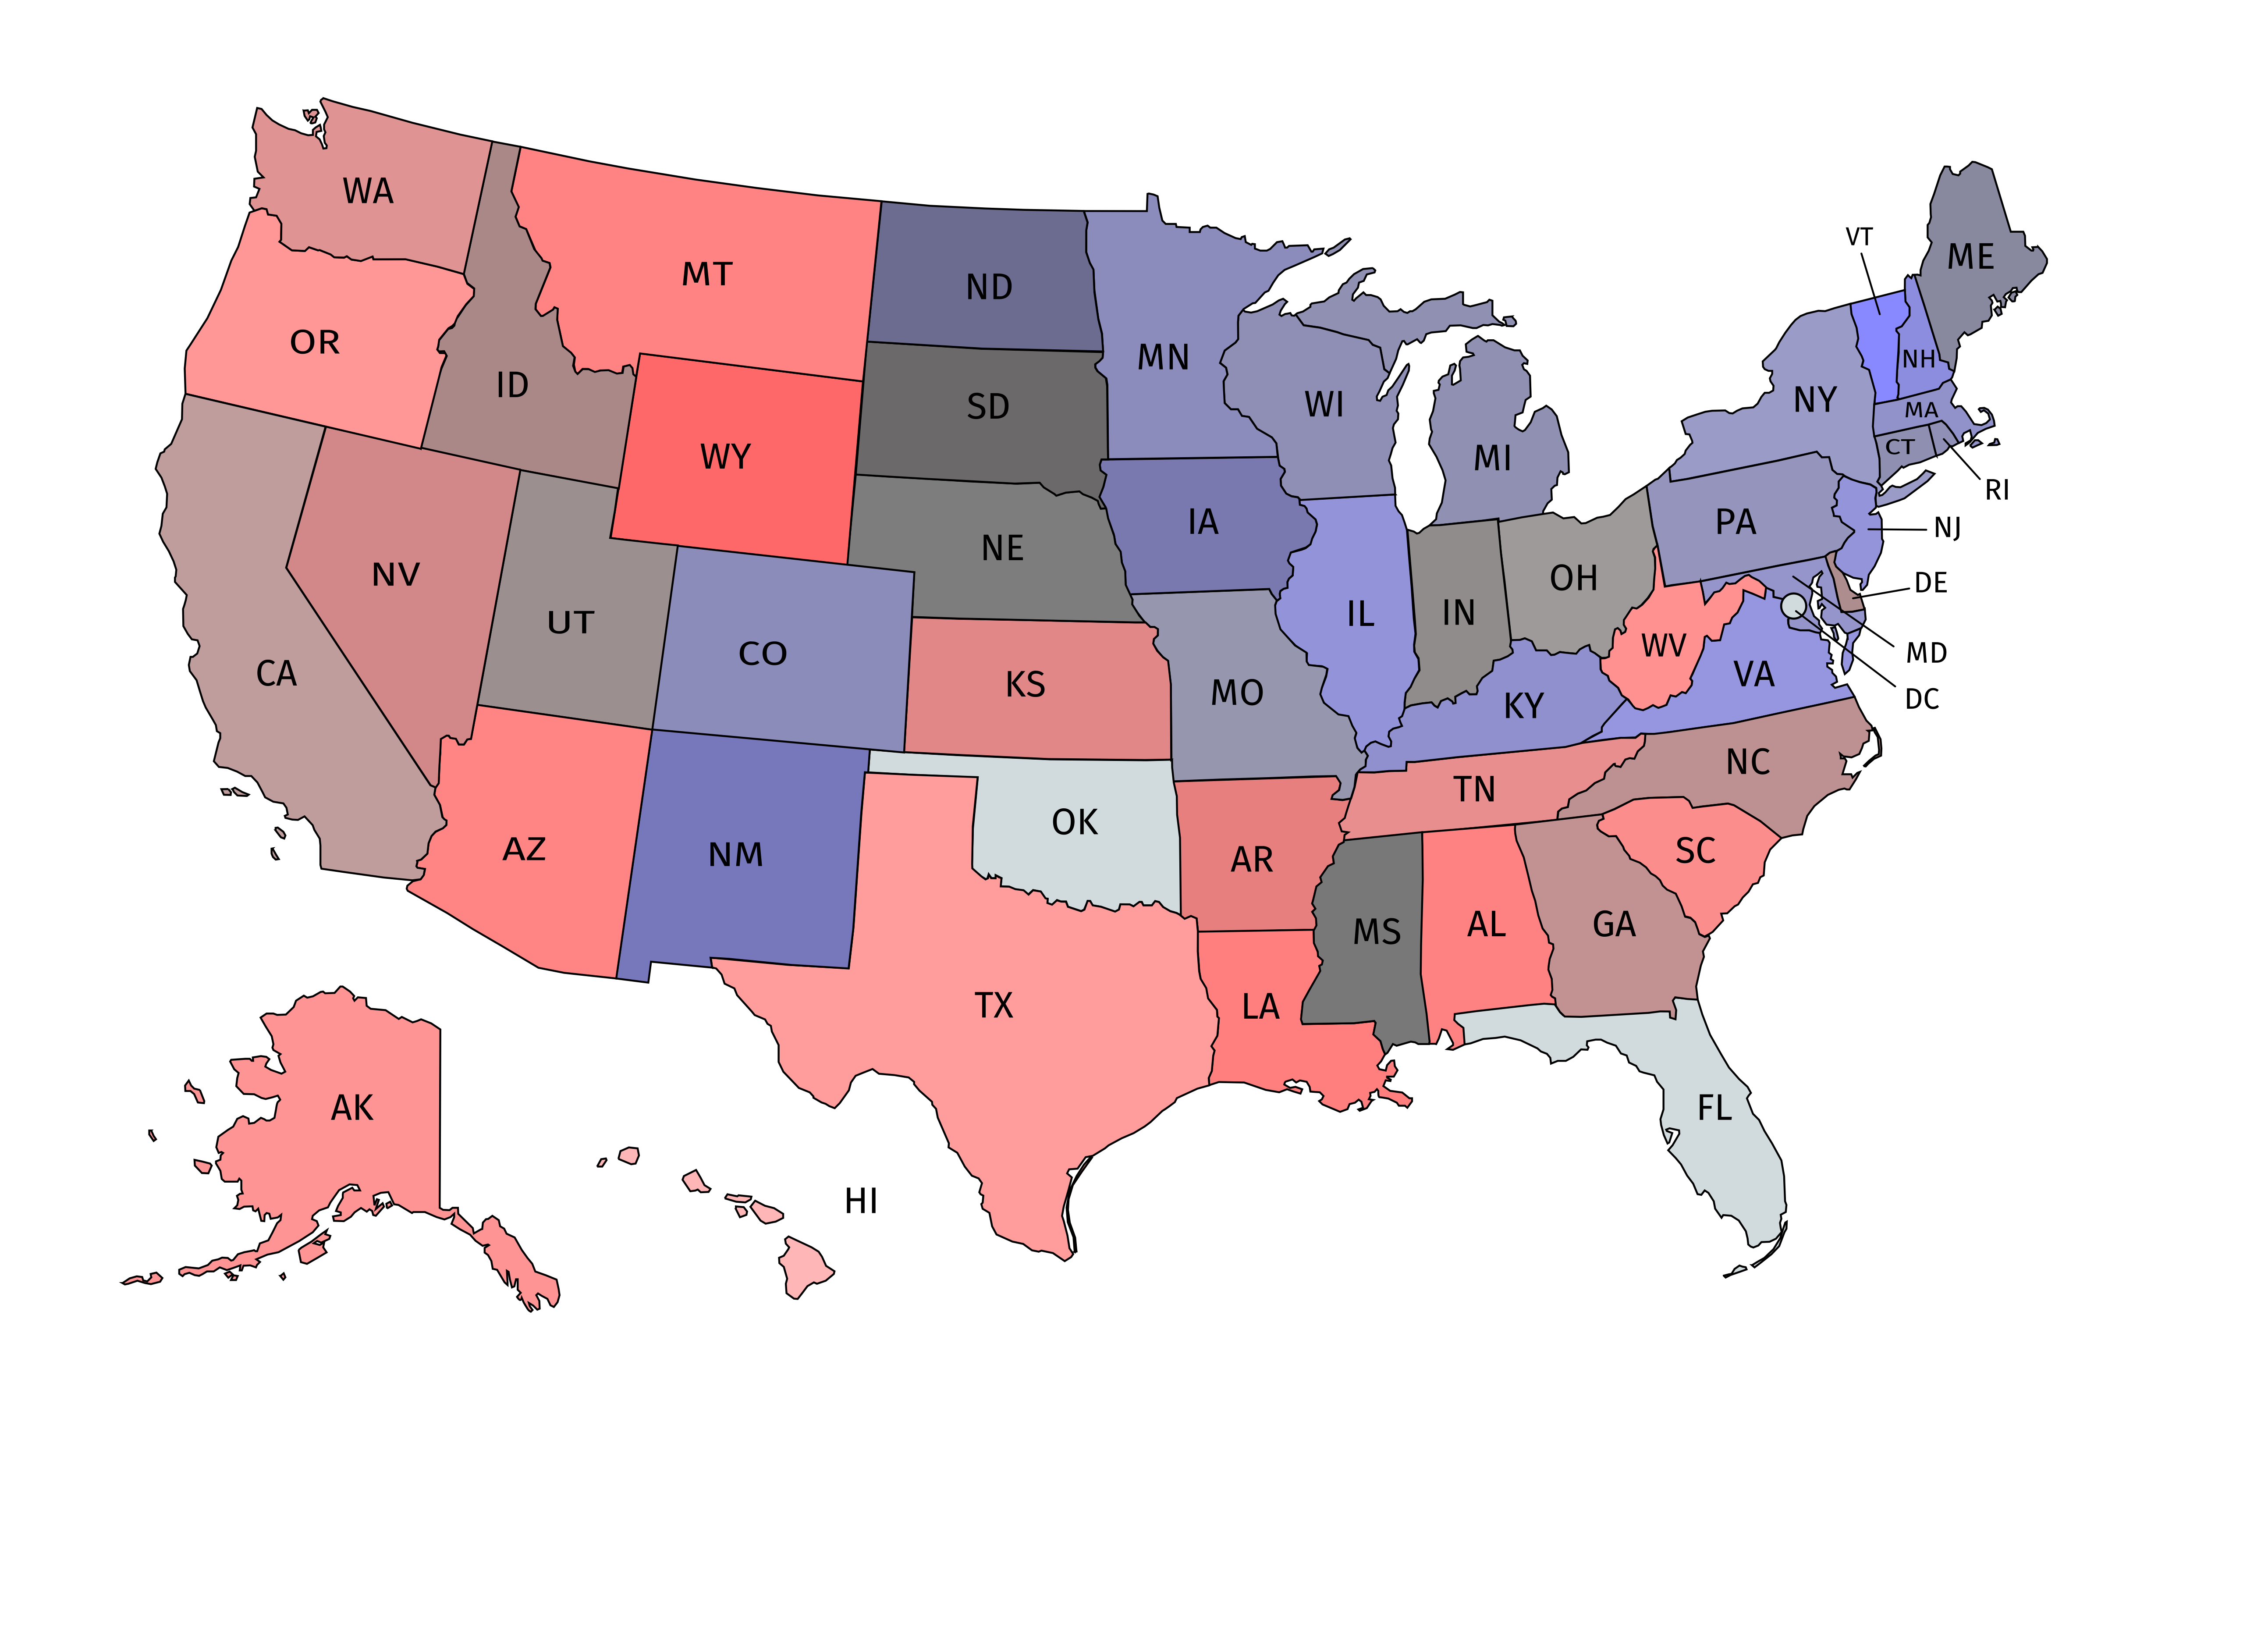 WA
MT
ND
VT
ME
OR
MN
NH
ID
SD
WI
NY
MA
WY
MI
CT
RI
NV
NE
IA
PA
NJ
UT
OH
DE
CO
IL
IN
WV
MD
CA
KS
MO
KY
VA
DC
TN
NC
AZ
NM
OK
AR
SC
MS
AL
GA
TX
LA
AK
FL
HI